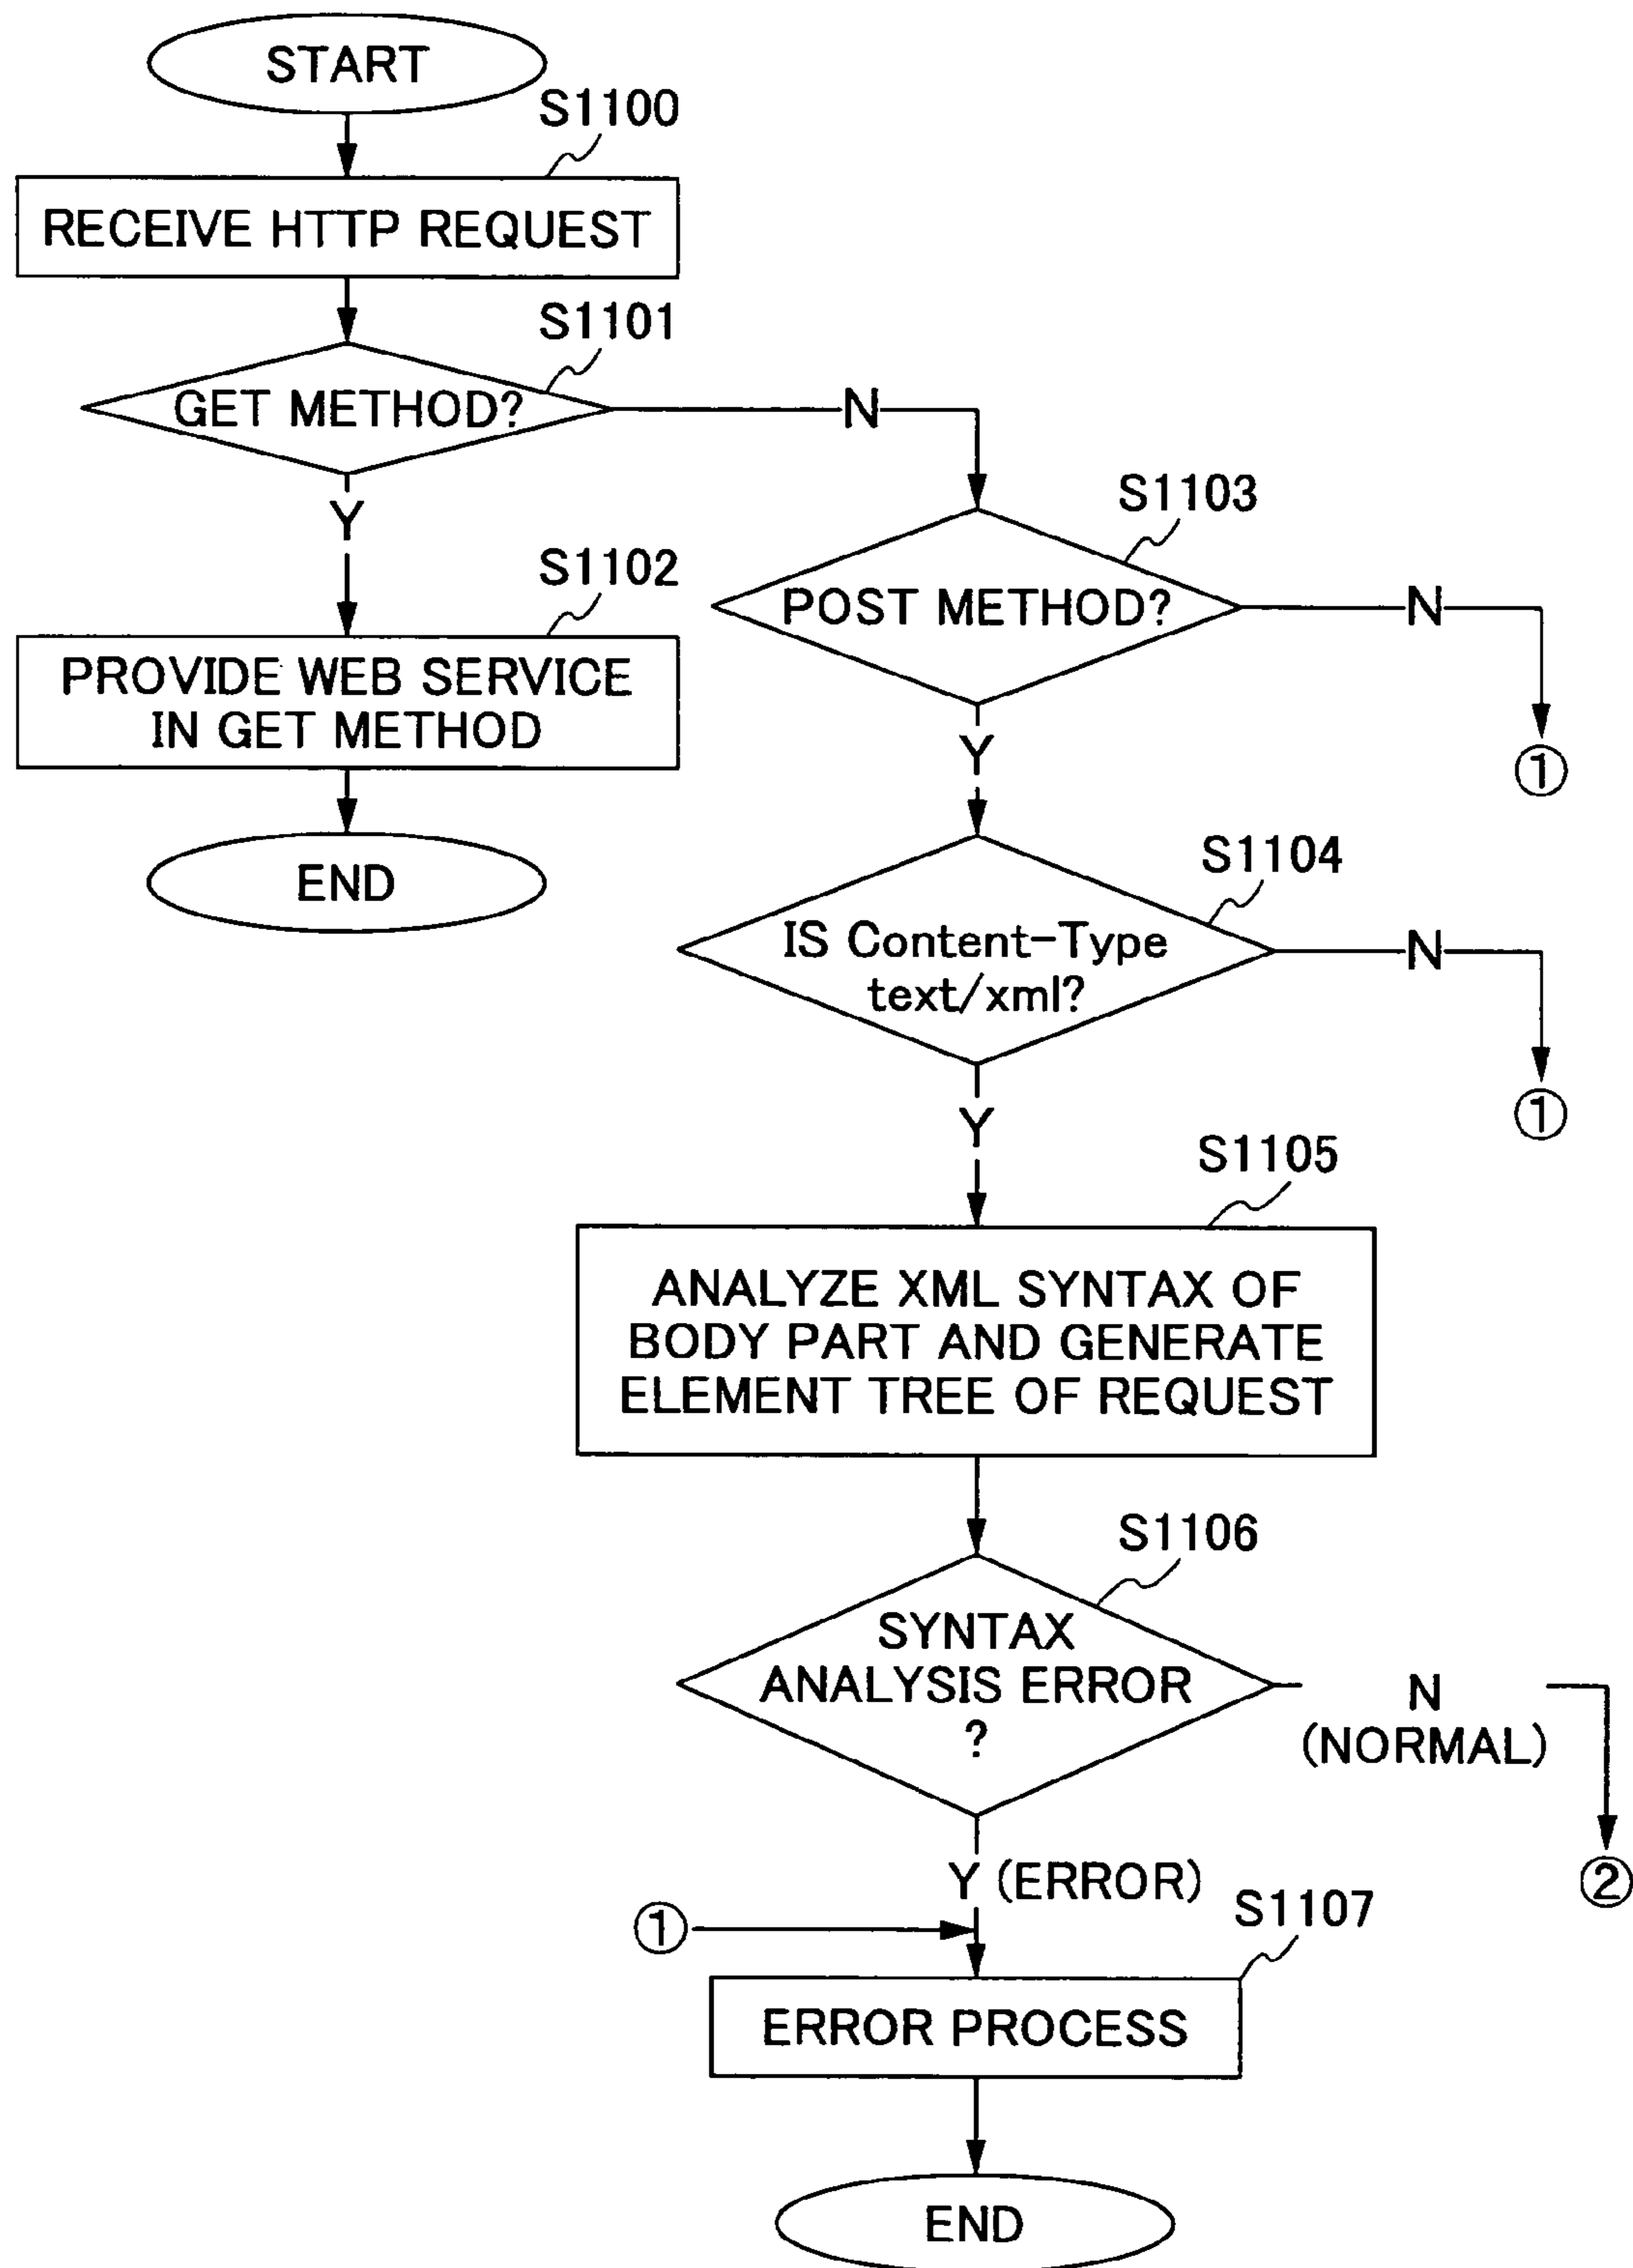 START
S1100
RECEIVE HTTP REQUEST
S1101
GET METHOD?
N
Y
S1102
PROVIDE WEB SERVICE
IN GET METHOD
END
S1103
POST METHOD?
N
①
Y
S1104
IS Content-Type
text/xml?
N
①
Y
S1105
ANALYZE XML SYNTAX OF
BODY PART AND GENERATE
ELEMENT TREE OF REQUEST
S1106
SYNTAX
ANALYSIS ERROR
?
N
(NORMAL)
②
Y (ERROR)
①
S1107
ERROR PROCESS
END